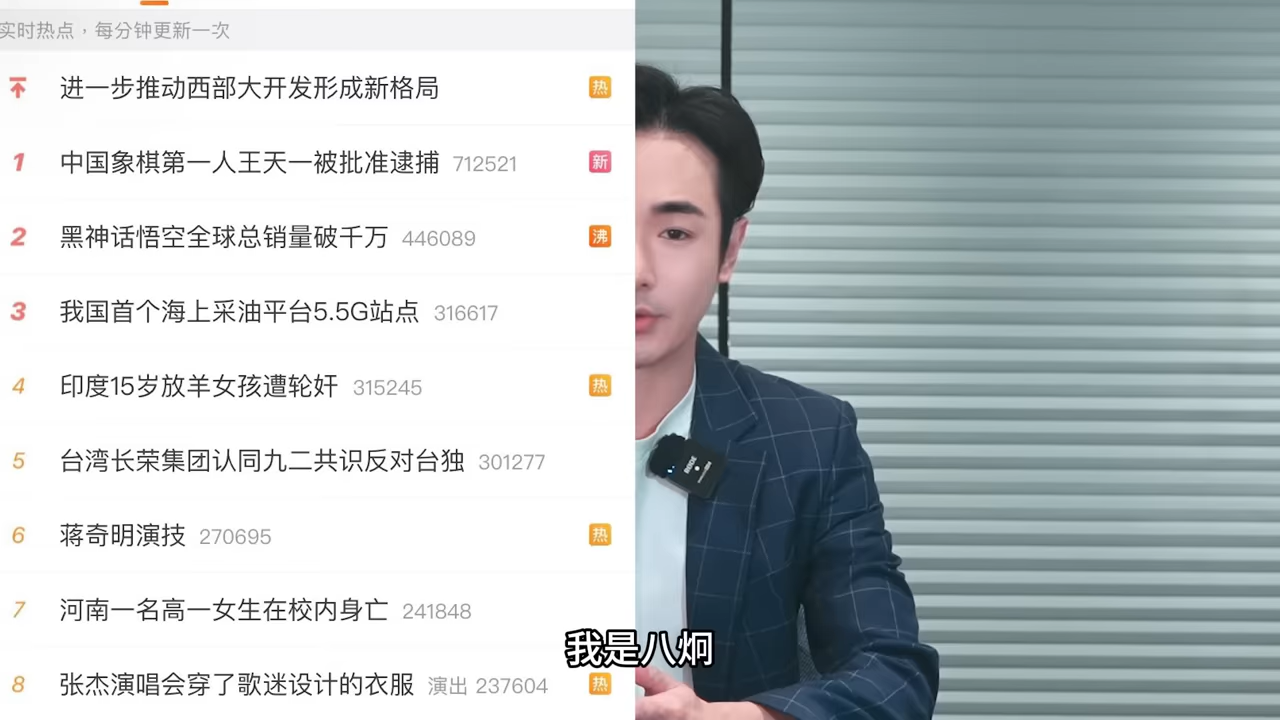 实时热点，每分钟更新一次
进一步推动西部大开发形成新格局 热
1 中国象棋第一人王天一被批准逮捕 712521 新
2 黑神话悟空全球总销量破千万 446089 沸
3 我国首个海上采油平台5.5G站点 316617
4 印度15岁放羊女孩遭轮奸 315245 热
5 台湾长荣集团认同九二共识反对台独 301277
6 蒋奇明演技 270695 热
7 河南一名高一女生在校内身亡 241848
8 张杰演唱会穿了歌迷设计的衣服 演出 237604 热
我是八炯